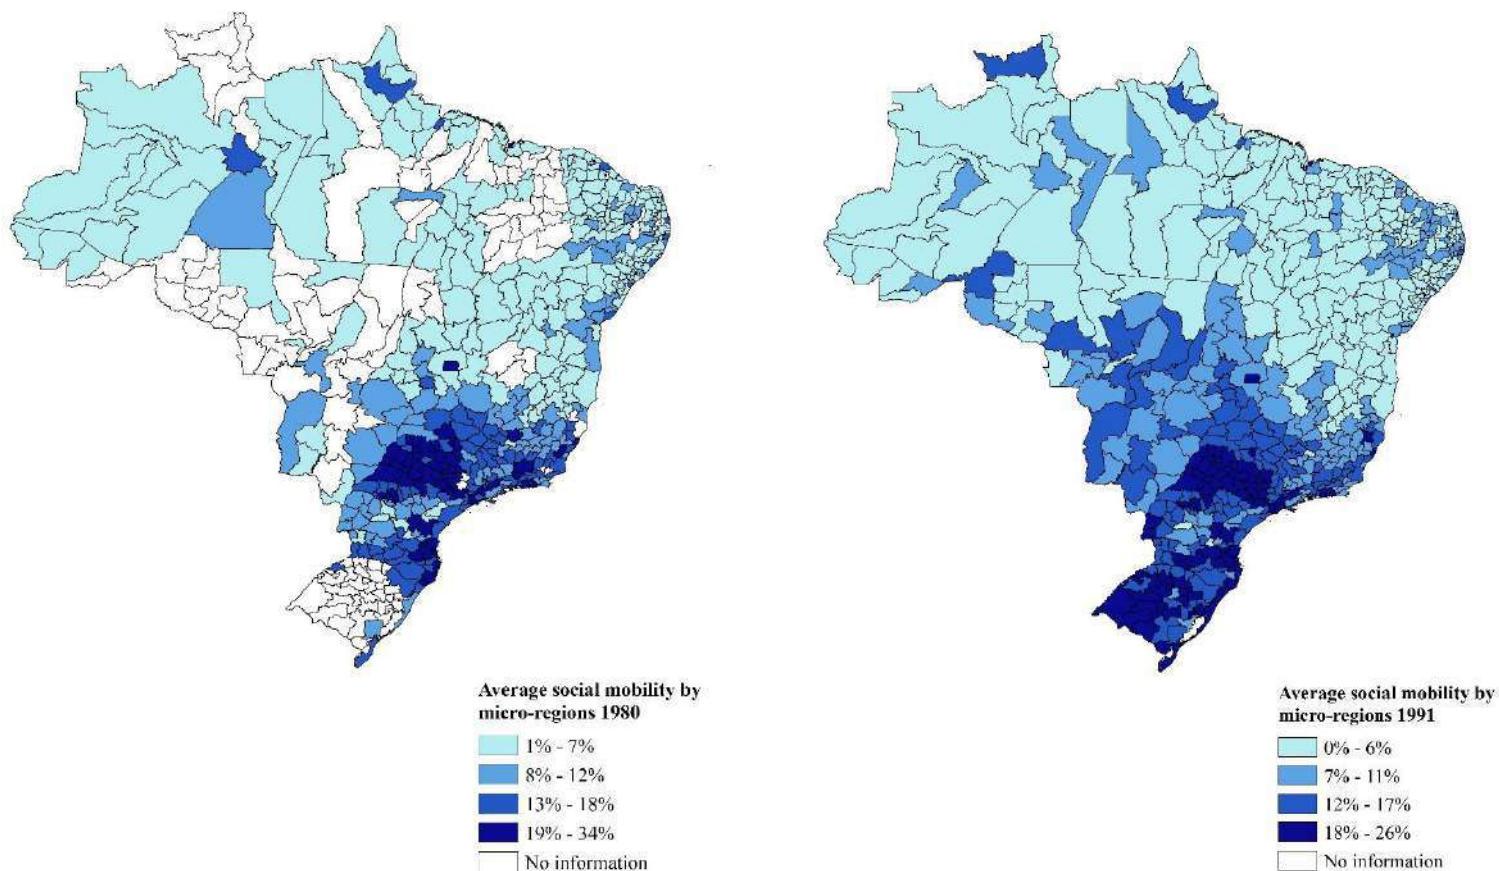 Average social mobility by
micro-regions 1980
1% - 7%
8% - 12%
13% - 18%
19% - 34%
No information
Average social mobility by
micro-regions 1991
0% - 6%
7% - 11%
12% - 17%
18% - 26%
No information